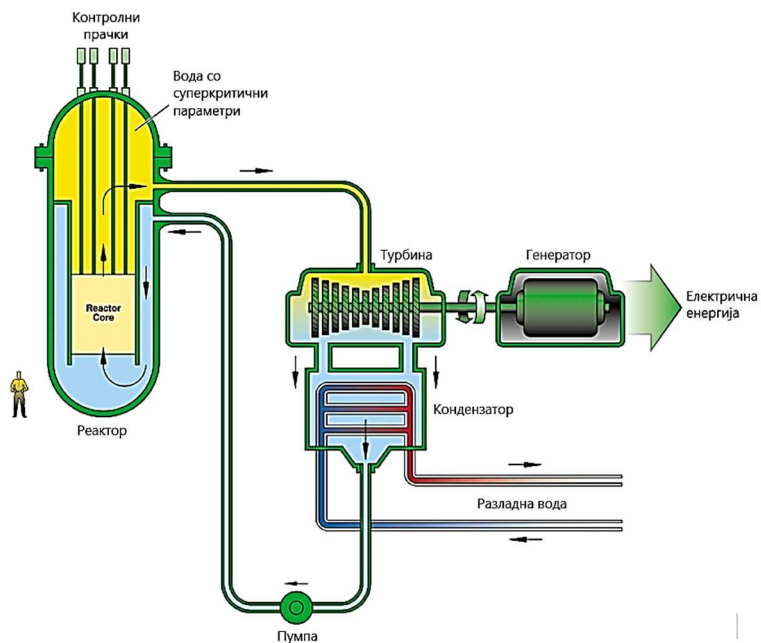 Контролни
прачки
Вода со
суперкритични
параметри
Турбина
Генератор
Електрична
енергија
Reactor
Core
Реактор
Кондензатор
Разладна вода
Пумпа